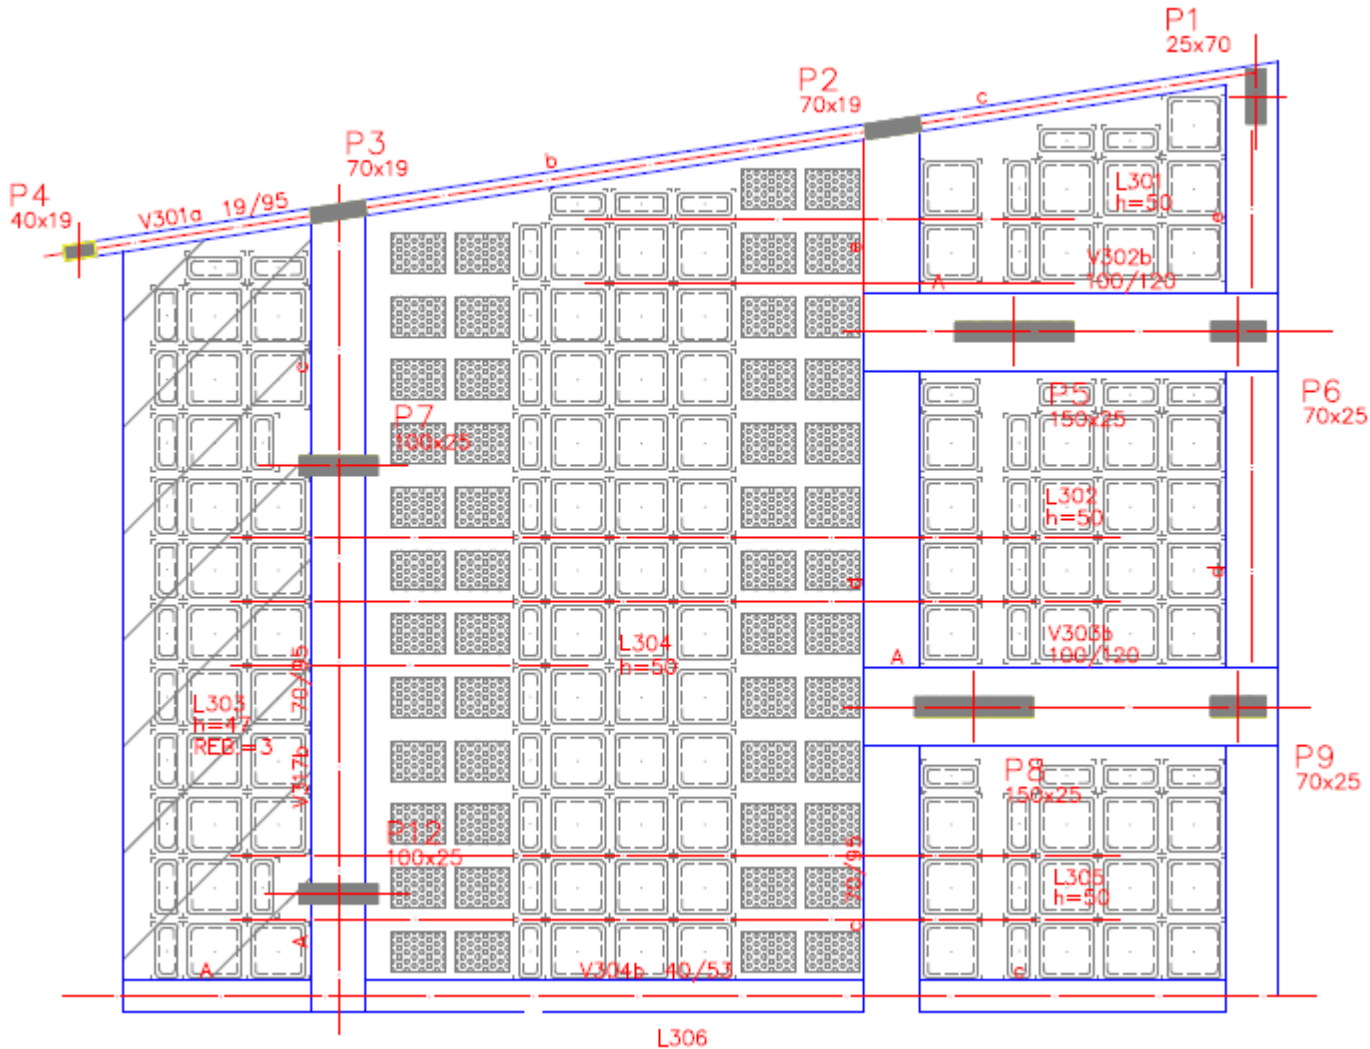 P1
25x70
P2
70x19
c
P3
70x19
b
P4
40x19
V301a 19/95
L301
h=50
e
e
V302b
100/120
A
c
P5
150x25
P6
70x25
P7
100x25
L302
h=50
d
d
V303b
100/120
A
L304
h=50
70/95
L303
h=47
REB=3
V317b
P8
150x25
P9
70x25
P12
100x25
70/95
L305
h=50
c
A
A
V304b 40/53
c
L306